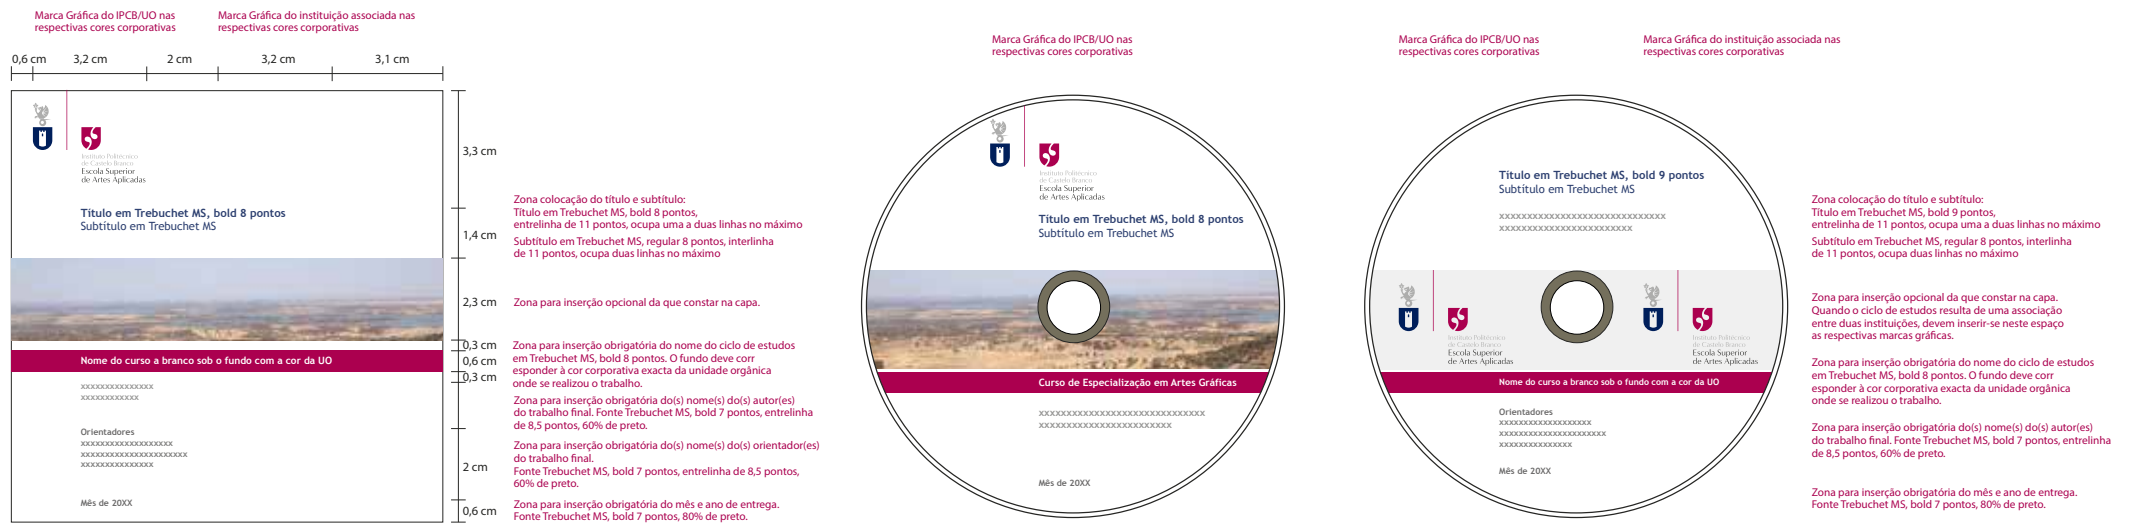 Marca Gráfica do IPCB/UO nas
respectivas cores corporativas
Marca Gráfica do instituição associada nas
respectivas cores corporativas
0,6 cm
3,2 cm
2 cm
3,2 cm
3,1 cm
Instituto Politécnico
de Castelo Branco
Escola Superior
de Artes Aplicadas
Título em Trebuchet MS, bold 8 pontos
Subtítulo em Trebuchet MS
Nome do curso a branco sob o fundo com a cor da UO
xxxxxxxxxxxxxxx
xxxxxxxxxxxx
Orientadores
xxxxxxxxxxxxxxxxxxx
xxxxxxxxxxxxxxxxxxxxxx
xxxxxxxxxxxxxxx
Mês de 20XX
3,3 cm
1,4 cm
2,3 cm
0,3 cm
0,6 cm
0,3 cm
2 cm
0,6 cm
Zona colocação do título e subtítulo:
Título em Trebuchet MS, bold 8 pontos,
entrelinha de 11 pontos, ocupa uma a duas linhas no máximo
Subtítulo em Trebuchet MS, regular 8 pontos, interlinha
de 11 pontos, ocupa duas linhas no máximo
Zona para inserção opcional da que constar na capa.
Zona para inserção obrigatória do nome do ciclo de estudos
em Trebuchet MS, bold 8 pontos. O fundo deve corr
esponder à cor corporativa exacta da unidade orgânica
onde se realizou o trabalho.
Zona para inserção obrigatória do(s) nome(s) do(s) autor(es)
do trabalho final. Fonte Trebuchet MS, bold 7 pontos, entrelinha
de 8,5 pontos, 60% de preto.
Zona para inserção obrigatória do(s) nome(s) do(s) orientador(es)
do trabalho final.
Fonte Trebuchet MS, bold 7 pontos, entrelinha de 8,5 pontos,
60% de preto.
Zona para inserção obrigatória do mês e ano de entrega.
Fonte Trebuchet MS, bold 7 pontos, 80% de preto.
Marca Gráfica do IPCB/UO nas
respectivas cores corporativas
Instituto Politécnico
de Castelo Branco
Escola Superior
de Artes Aplicadas
Título em Trebuchet MS, bold 8 pontos
Subtítulo em Trebuchet MS
Curso de Especialização em Artes Gráficas
xxxxxxxxxxxxxxxxxxxxxxxxxxxxxx
xxxxxxxxxxxxxxxxxxxxxxxx
Mês de 20XX
Marca Gráfica do IPCB/UO nas
respectivas cores corporativas
Marca Gráfica do instituição associada nas
respectivas cores corporativas
Título em Trebuchet MS, bold 9 pontos
Subtítulo em Trebuchet MS
xxxxxxxxxxxxxxxxxxxxxxxxxxxxxx
xxxxxxxxxxxxxxxxxxxxxxxx
Instituto Politécnico
de Castelo Branco
Escola Superior
de Artes Aplicadas
Instituto Politécnico
de Castelo Branco
Escola Superior
de Artes Aplicadas
Nome do curso a branco sob o fundo com a cor da UO
Orientadores
xxxxxxxxxxxxxxxxxxx
xxxxxxxxxxxxxxxxxxxxxx
xxxxxxxxxxxxxxx
Mês de 20XX
Zona colocação do título e subtítulo:
Título em Trebuchet MS, bold 9 pontos,
entrelinha de 11 pontos, ocupa uma a duas linhas no máximo
Subtítulo em Trebuchet MS, regular 8 pontos, interlinha
de 11 pontos, ocupa duas linhas no máximo
Zona para inserção opcional da que constar na capa.
Quando o ciclo de estudos resulta de uma associação
entre duas instituições, devem inserir-se neste espaço
as respectivas marcas gráficas.
Zona para inserção obrigatória do nome do ciclo de estudos
em Trebuchet MS, bold 8 pontos. O fundo deve corr
esponder à cor corporativa exacta da unidade orgânica
onde se realizou o trabalho.
Zona para inserção obrigatória do(s) nome(s) do(s) autor(es)
do trabalho final. Fonte Trebuchet MS, bold 7 pontos, entrelinha
de 8,5 pontos, 60% de preto.
Zona para inserção obrigatória do mês e ano de entrega.
Fonte Trebuchet MS, bold 7 pontos, 80% de preto.